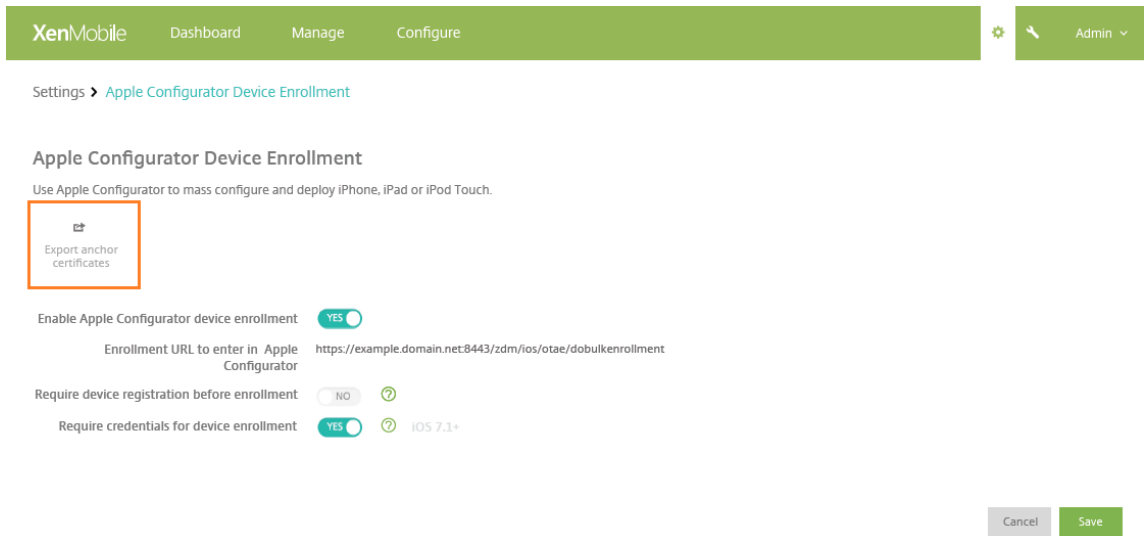 XenMobile Dashboard Manage Configure Admin
Settings > Apple Configurator Device Enrollment
Apple Configurator Device Enrollment
Use Apple Configurator to mass configure and deploy iPhone, iPad or iPod Touch.
Export anchor
certificates
Enable Apple Configurator device enrollment YES
Enrollment URL to enter in Apple https://example.domain.net:8443/zdm/ios/otae/dobulkenrollment
Configurator
Require device registration before enrollment NO ?
Require credentials for device enrollment YES ? iOS 7.1+
Cancel Save